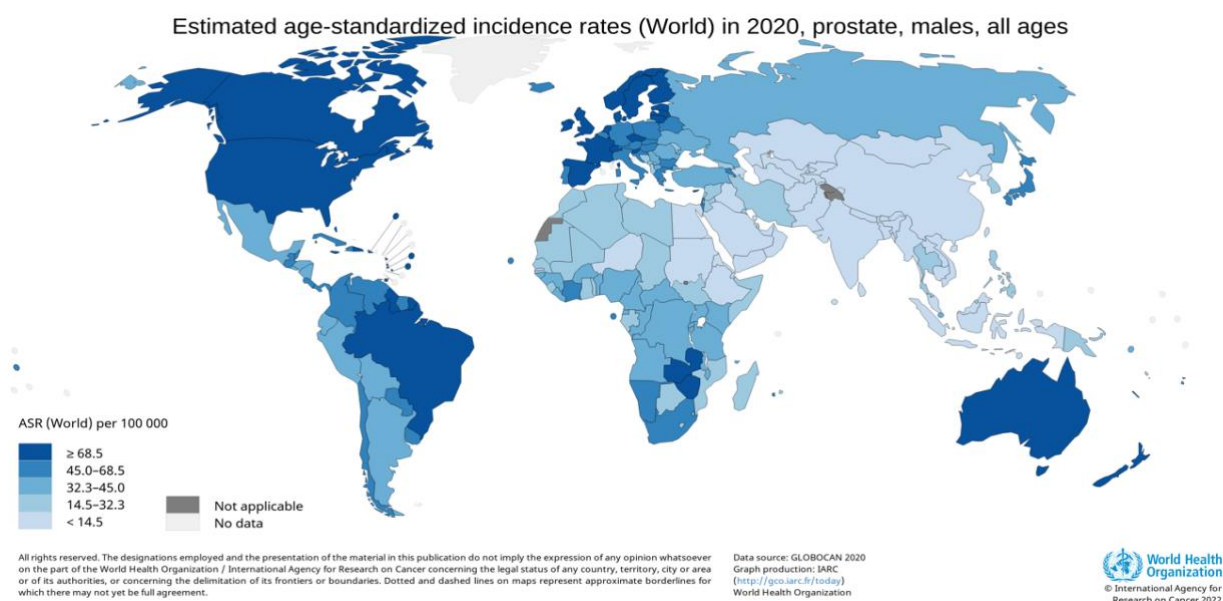 Estimated age-standardized incidence rates (World) in 2020, prostate, males, all ages
ASR (World) per 100 000
≥ 68.5
45.0–68.5
32.3–45.0
14.5–32.3
< 14.5
Not applicable
No data
All rights reserved. The designations employed and the presentation of the material in this publication do not imply the expression of any opinion whatsoever
on the part of the World Health Organization / International Agency for Research on Cancer concerning the legal status of any country, territory, city or area
or of its authorities, or concerning the delimitation of its frontiers or boundaries. Dotted and dashed lines on maps represent approximate borderlines for
which there may not yet be full agreement.
Data source: GLOBOCAN 2020
Graph production: IARC
(http://gco.iarc.fr/today)
World Health Organization
World Health
Organization
© International Agency for
Research on Cancer 2022